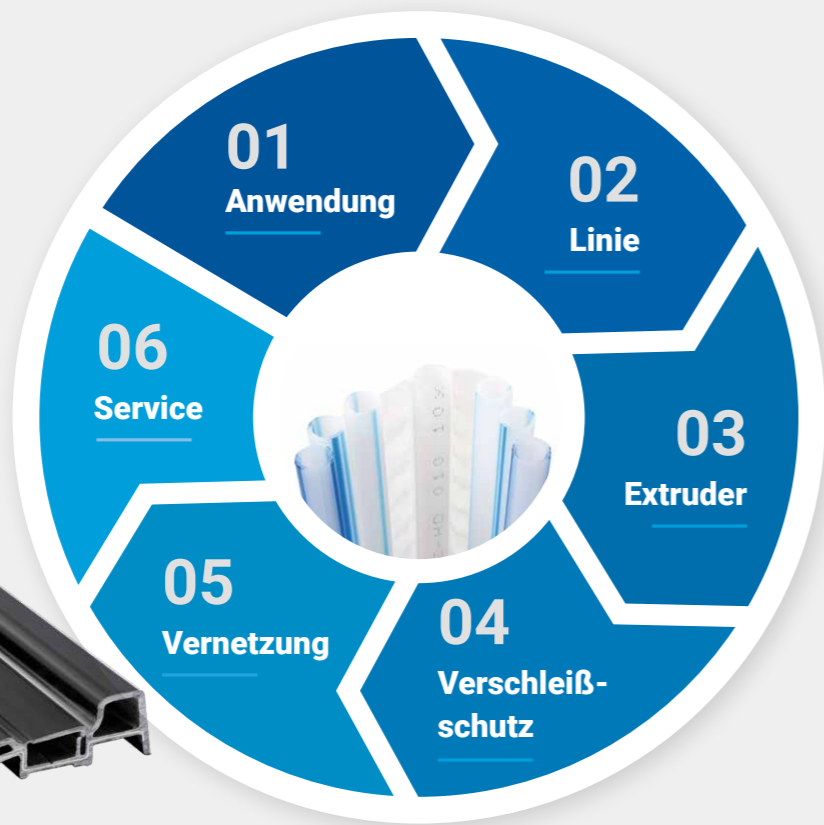 01
Anwendung
02
Linie
03
Extruder
04
Verschleiß-
schutz
05
Vernetzung
06
Service